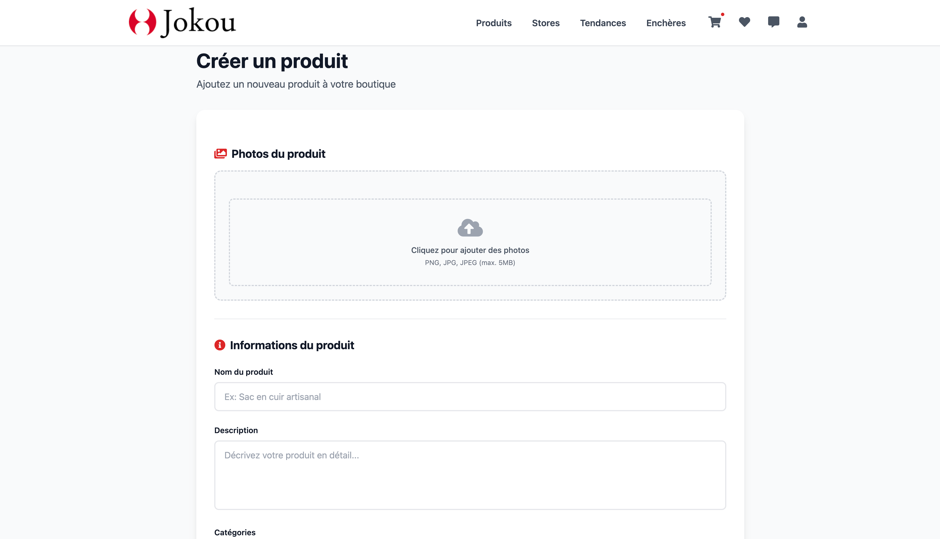 Jokou
Produits Stores Tendances Enchères
Créer un produit
Ajoutez un nouveau produit à votre boutique
Photos du produit
Cliquez pour ajouter des photos
PNG, JPG, JPEG (max. 5MB)
Informations du produit
Nom du produit
Ex: Sac en cuir artisanal
Description
Décrivez votre produit en détail...
Catégories